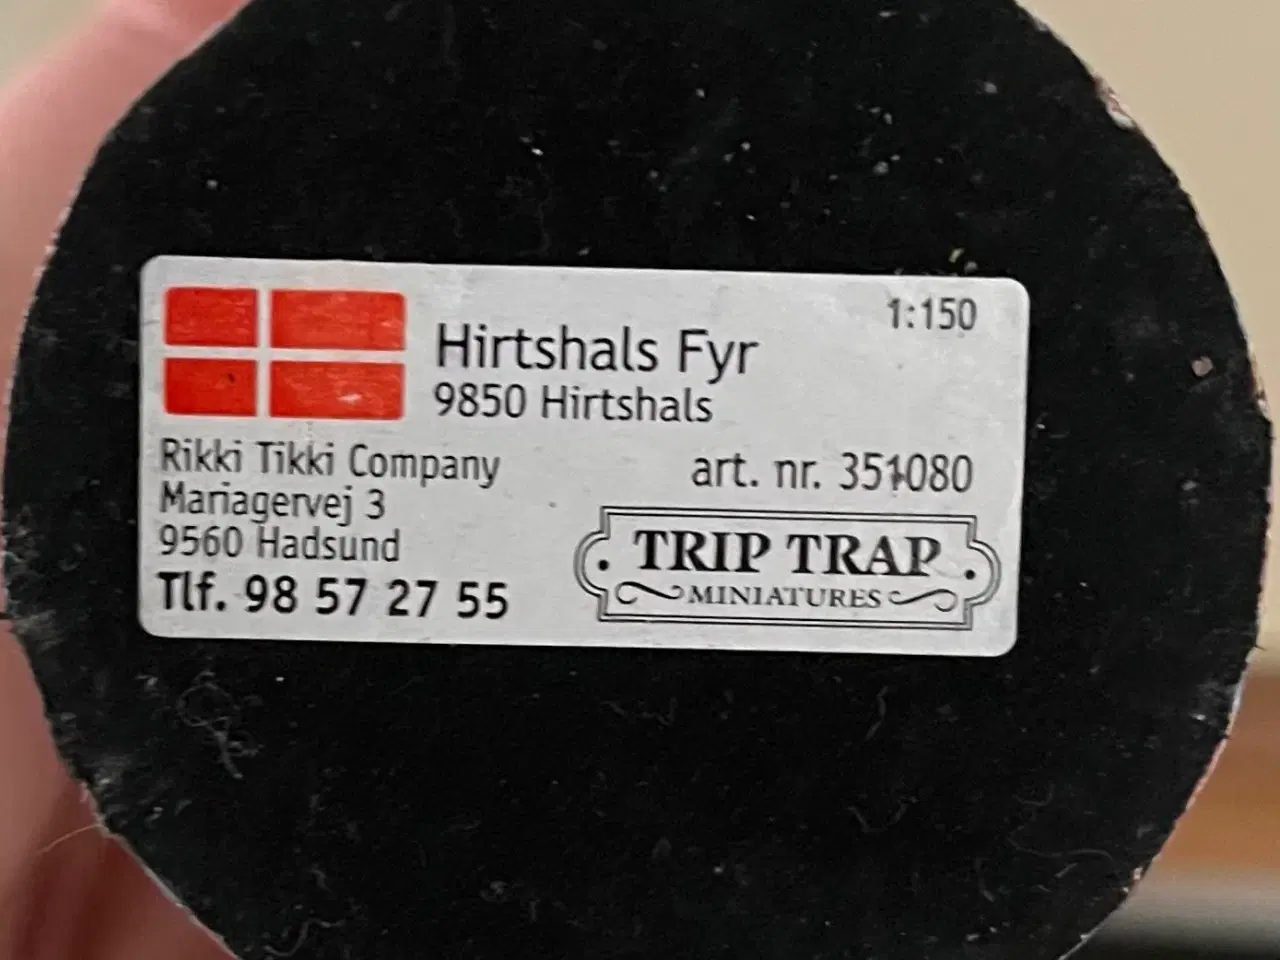 1:150
Hirtshals Fyr
9850 Hirtshals
Rikki Tikki Company
Mariagervej 3
9560 Hadsund
Tlf. 98 57 27 55
art. nr. 351080
TRIP TRAP
MINIATURES